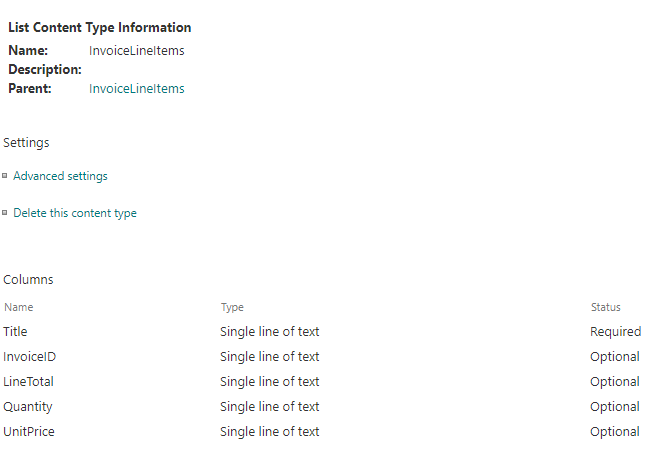 List Content Type Information
Name: InvoiceLineItems
Description:
Parent: InvoiceLineItems
Settings
Advanced settings
Delete this content type
Columns
Name Type Status
Title Single line of text Required
InvoiceID Single line of text Optional
LineTotal Single line of text Optional
Quantity Single line of text Optional
UnitPrice Single line of text Optional